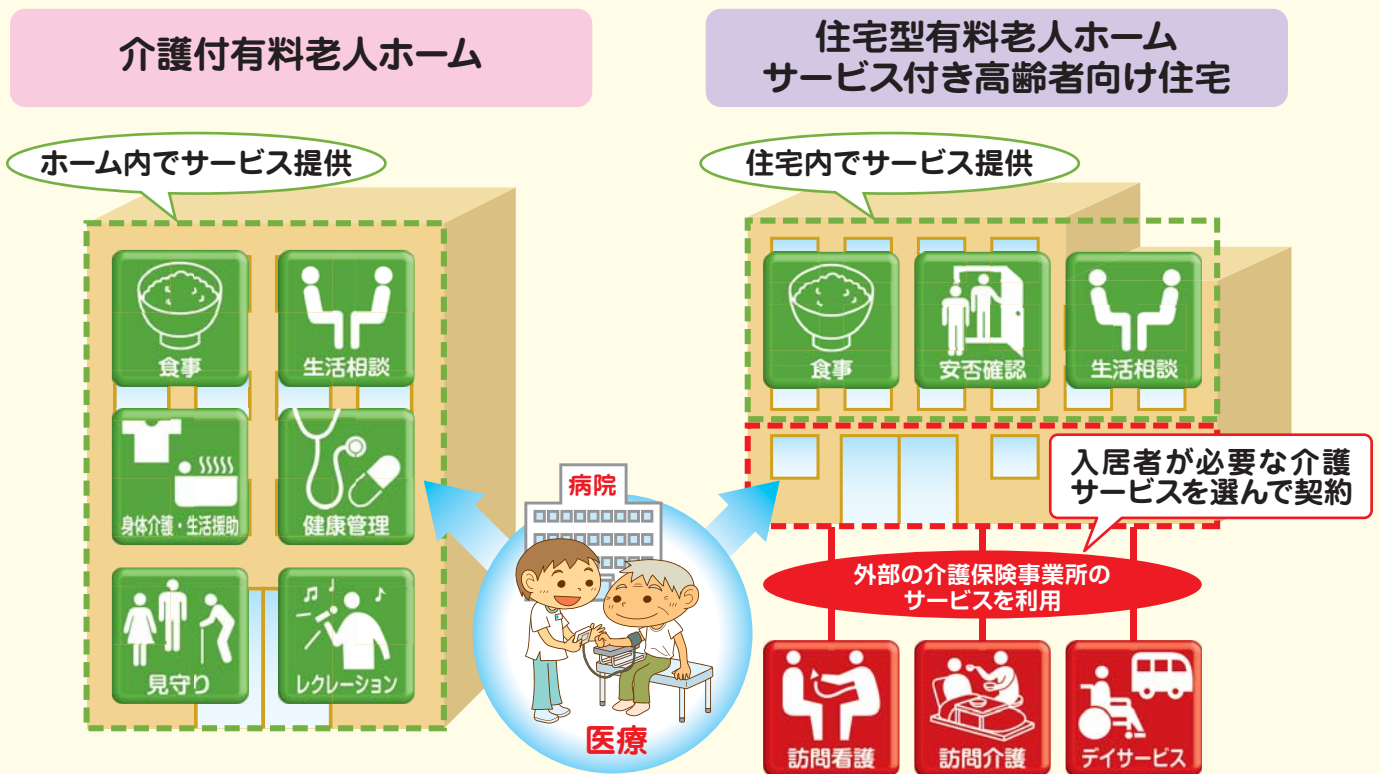 介護付有料老人ホーム
住宅型有料老人ホーム
サービス付き高齢者向け住宅
ホーム内でサービス提供
食事
生活相談
身体介護・生活援助
健康管理
見守り
レクレーション
病院
医療
住宅内でサービス提供
食事
安否確認
生活相談
入居者が必要な介護
サービスを選んで契約
外部の介護保険事業所の
サービスを利用
訪問看護
訪問介護
デイサービス